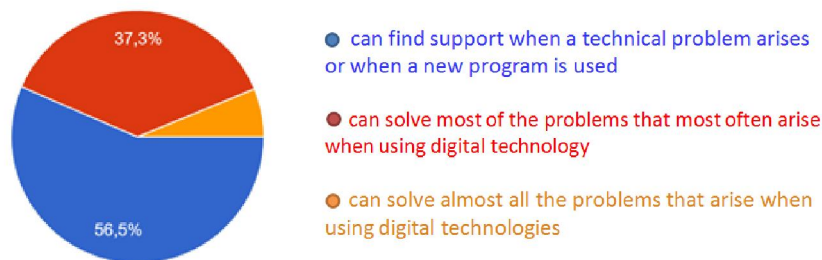 37,3%
56,5%
can find support when a technical problem arises
or when a new program is used
can solve most of the problems that most often arise
when using digital technology
can solve almost all the problems that arise when
using digital technologies